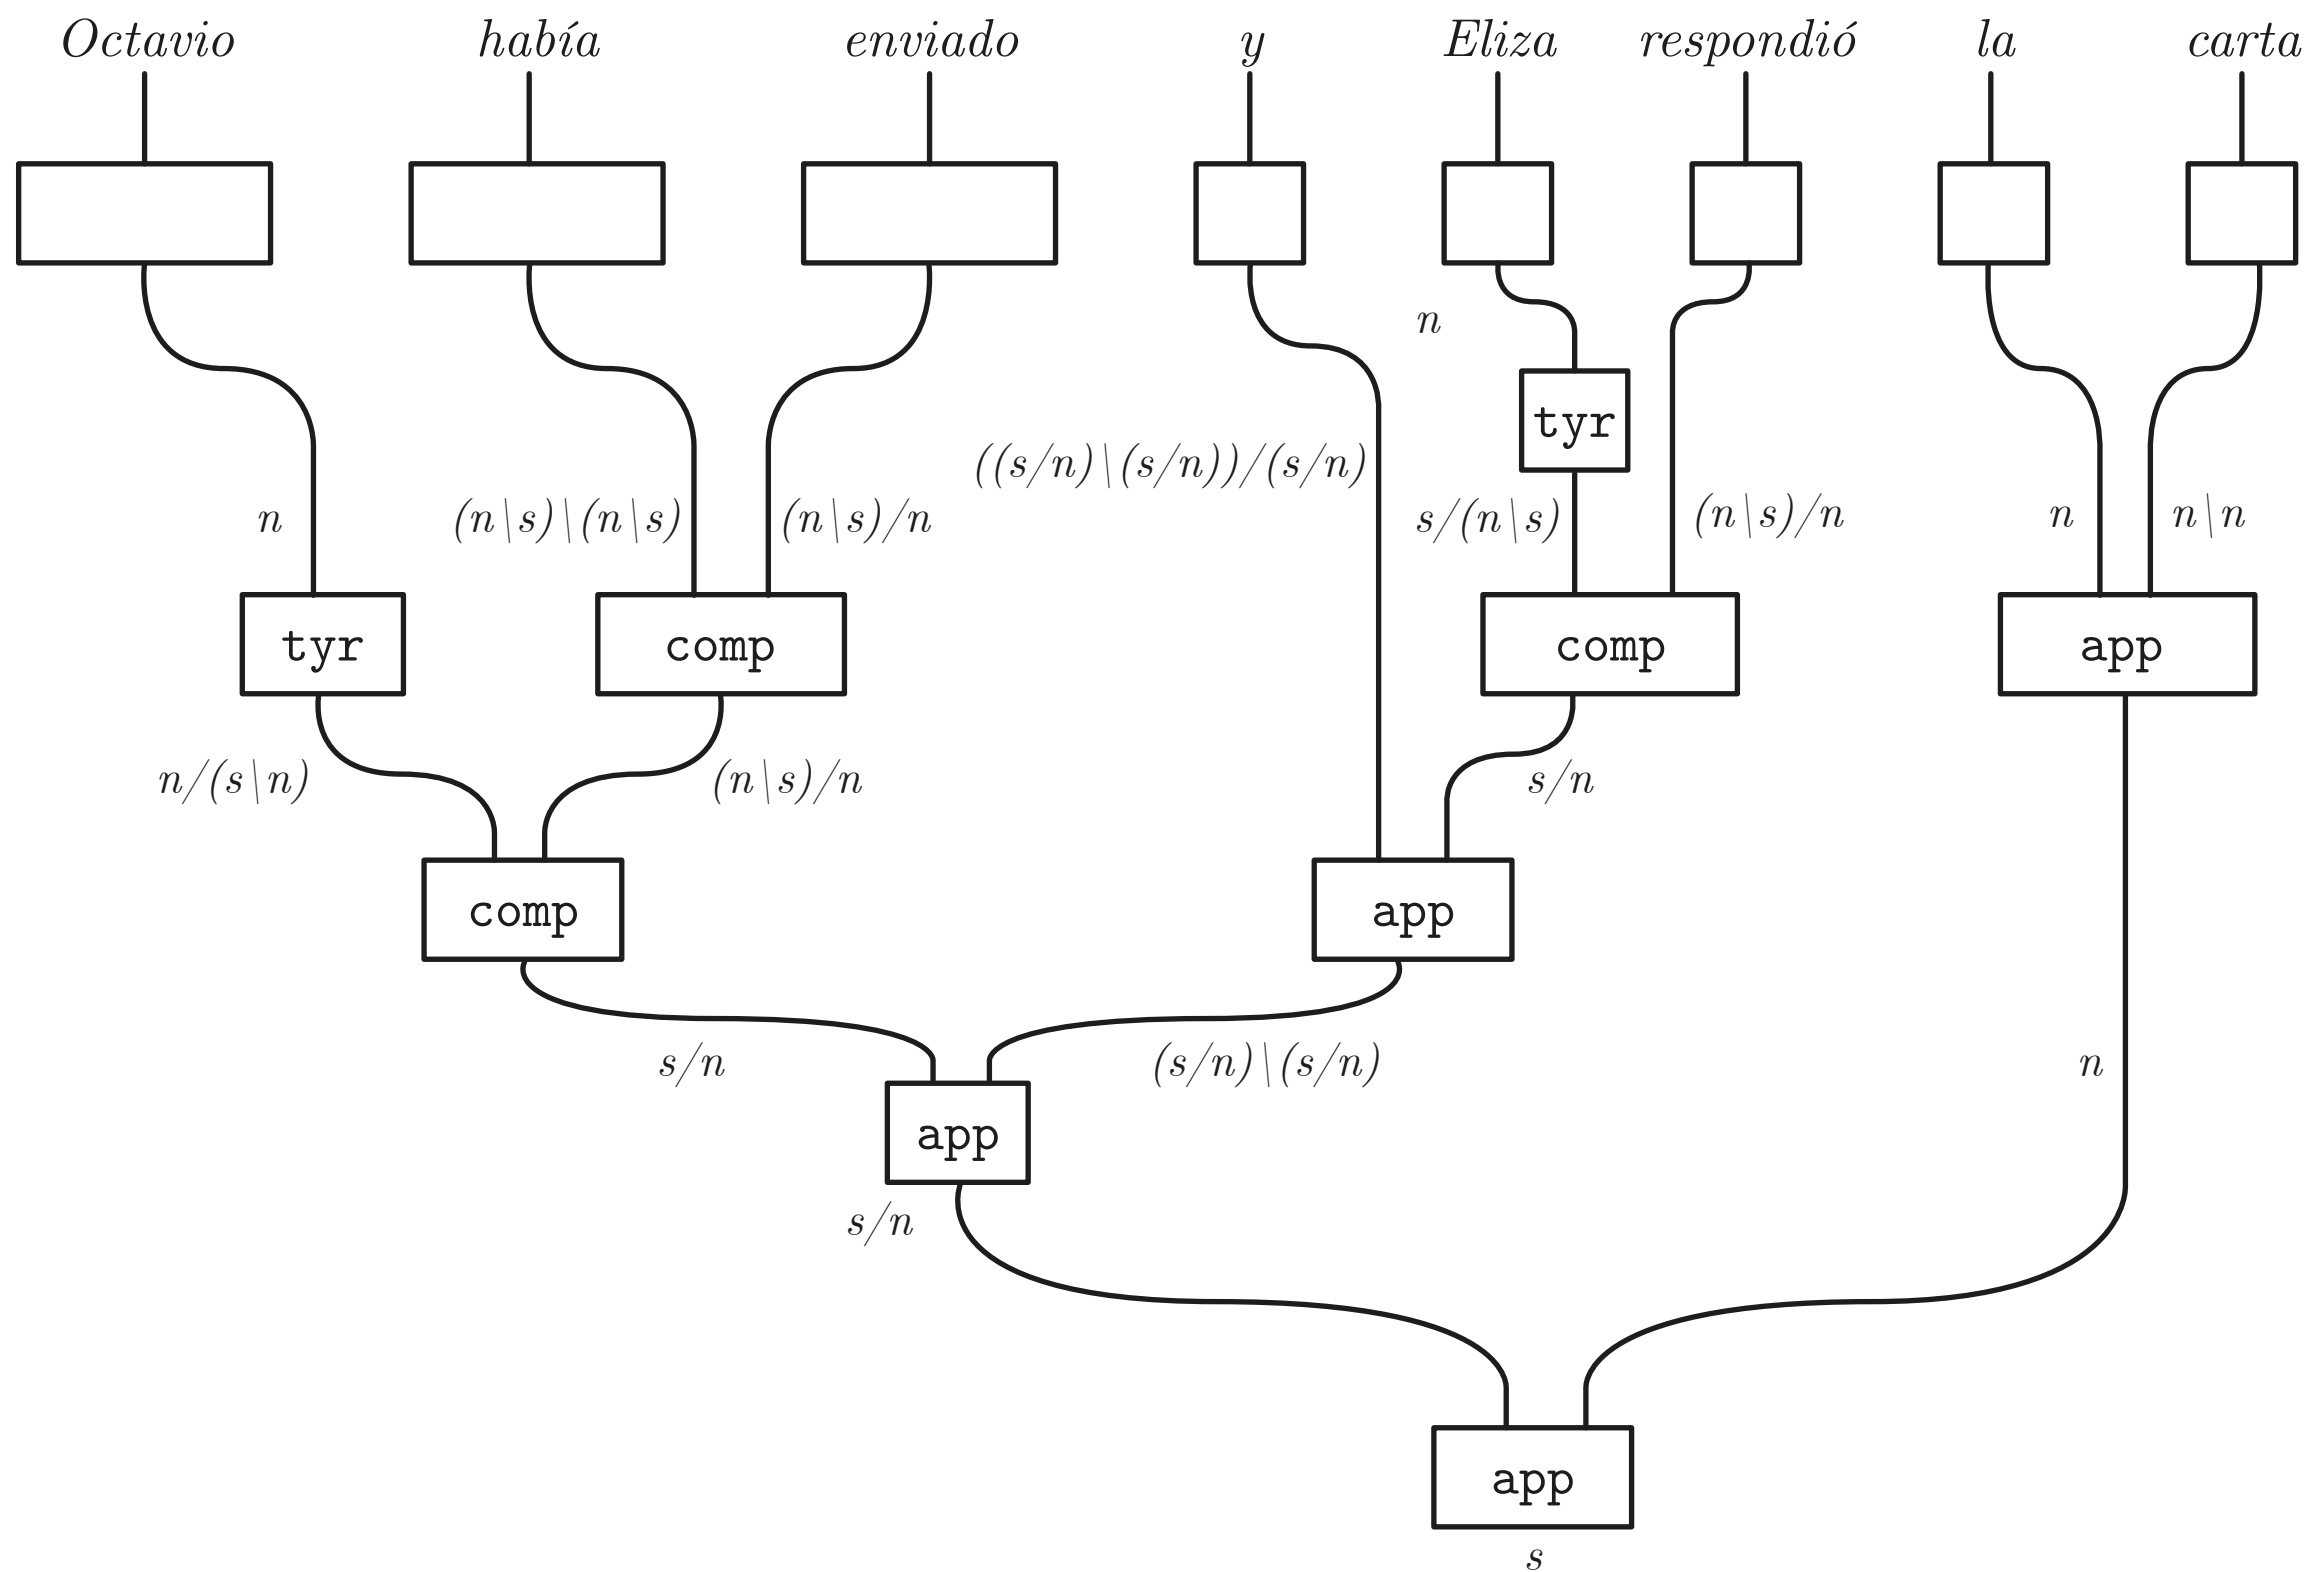 Octavio había enviado y Eliza respondió la carta
n
tyr
((s/n)\(s/n))/(s/n)
n (n\s)\(n\s) (n\s)/n s/(n\s) (n\s)/n n n\n
tyr comp comp app
n/(s\n) (n\s)/n s/n
comp app
s/n (s/n)\(s/n) n
app
s/n
app
s